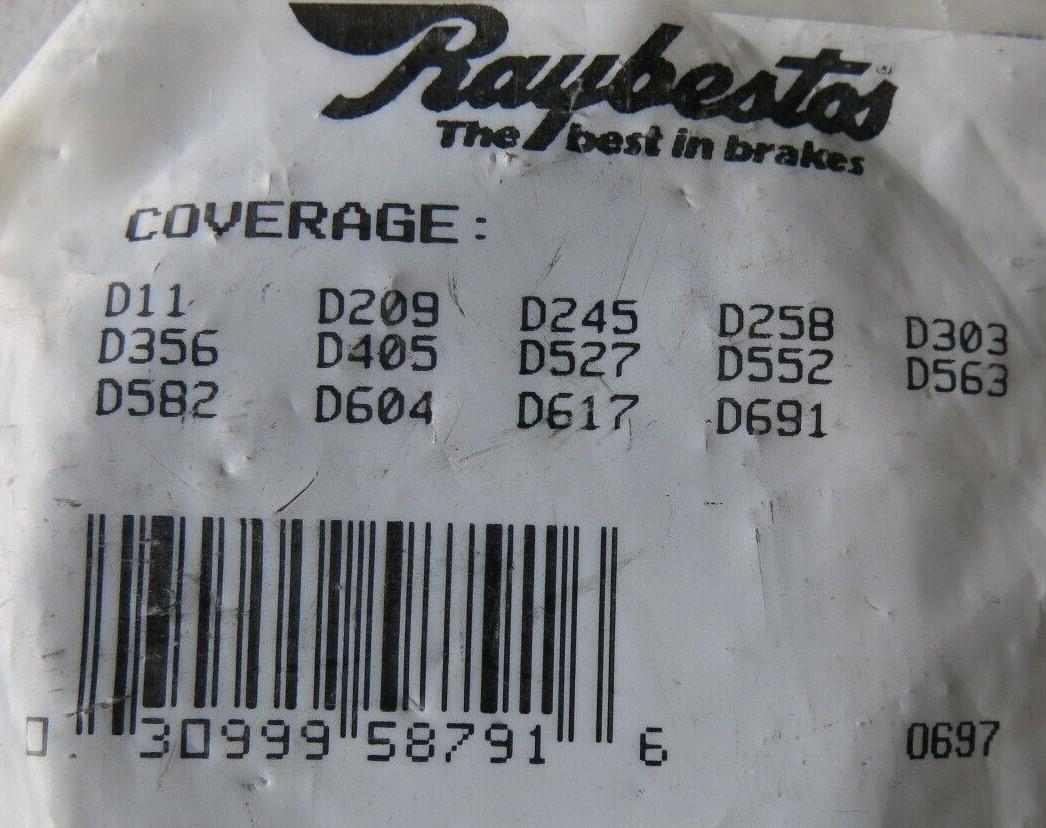 Raybestos®
The best in brakes
COVERAGE:
D11 D209 D245 D258 D303
D356 D405 D527 D552 D563
D582 D604 D617 D691
0 30999 58791 6 0697